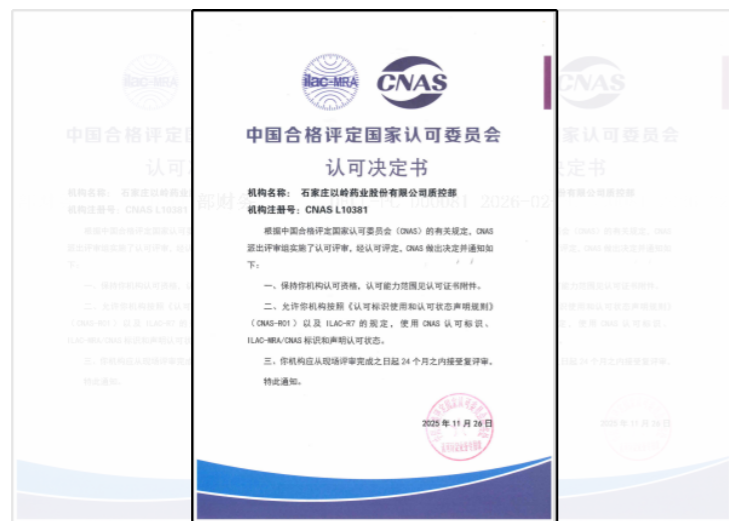 ilac-MRA
CNAS
中国合格评定国家认可委员会
认可决定书
机构名称： 石家庄以岭药业股份有限公司质控部
机构注册号：CNAS L10381
根据中国合格评定国家认可委员会（CNAS）的有关规定，CNAS
派出评审组实施了认可评审，经认可评定，CNAS 做出决定并通知如
下：
一、保持你机构认可资格，认可能力范围见认可证书附件。
二、允许你机构按照《认可标识使用和认可状态声明规则》
（CNAS-R01）以及 ILAC-R7 的规定，使用 CNAS 认可标识、
ILAC-MRA/CNAS 标识和声明认可状态。
三、你机构应从现场评审完成之日起 24 个月之内接受复评审。
特此通知。
2025 年 11 月 26 日